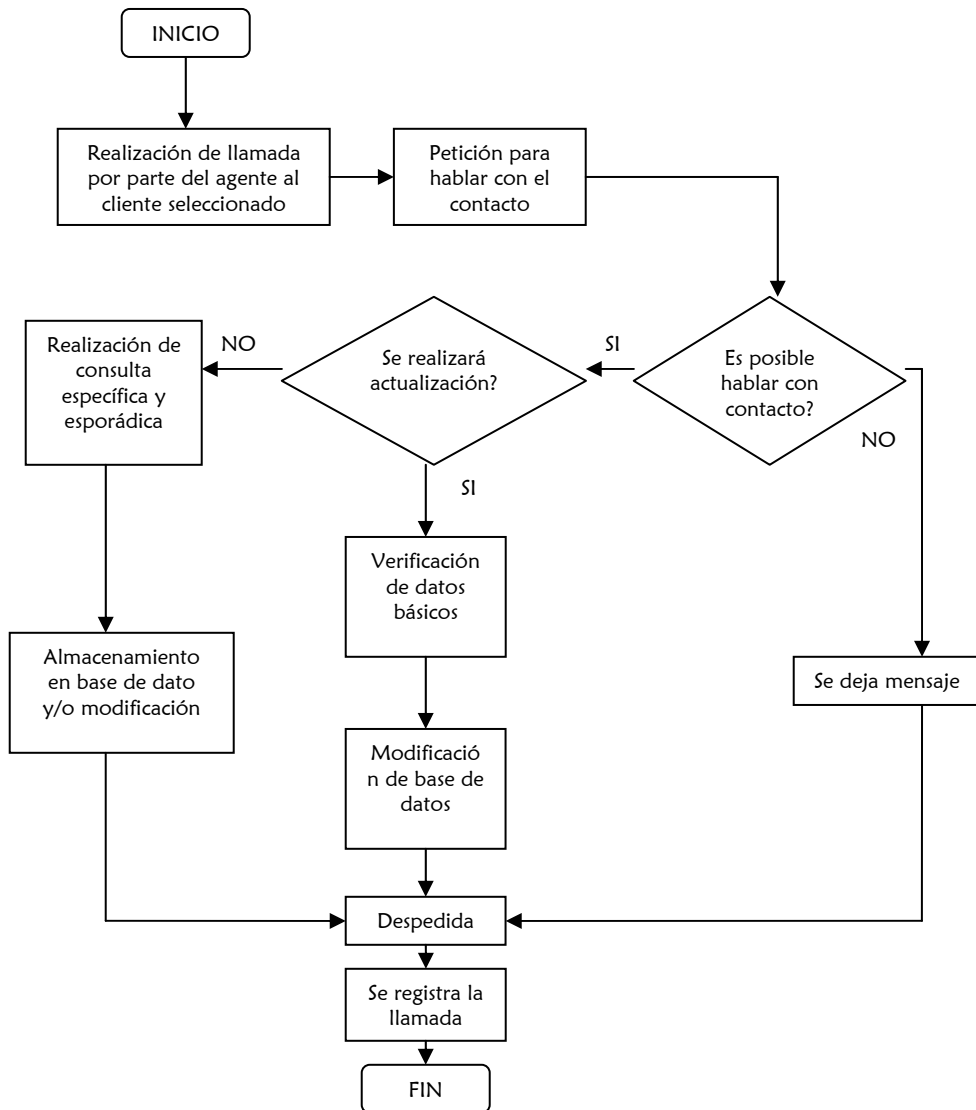 INICIO
Realización de llamada
por parte del agente al
cliente seleccionado
Petición para
hablar con el
contacto
Es posible
hablar con
contacto?
SI
NO
Se realizará
actualización?
NO
SI
Realización de
consulta
específica y
esporádica
Verificación
de datos
básicos
Almacenamiento
en base de dato
y/o modificación
Se deja mensaje
Modificació
n de base de
datos
Despedida
Se registra la
llamada
FIN